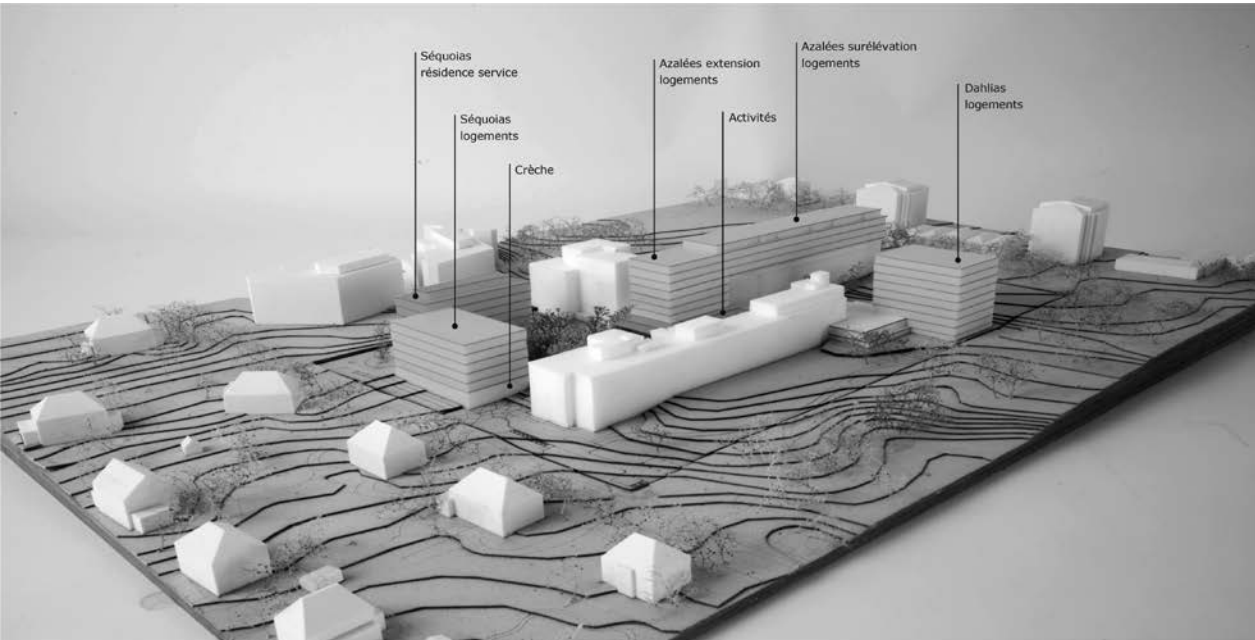 Séquoias
résidence service
Séquoias
logements
Crèche
Azalées extension
logements
Activités
Azalées surélévation
logements
Dahlias
logements